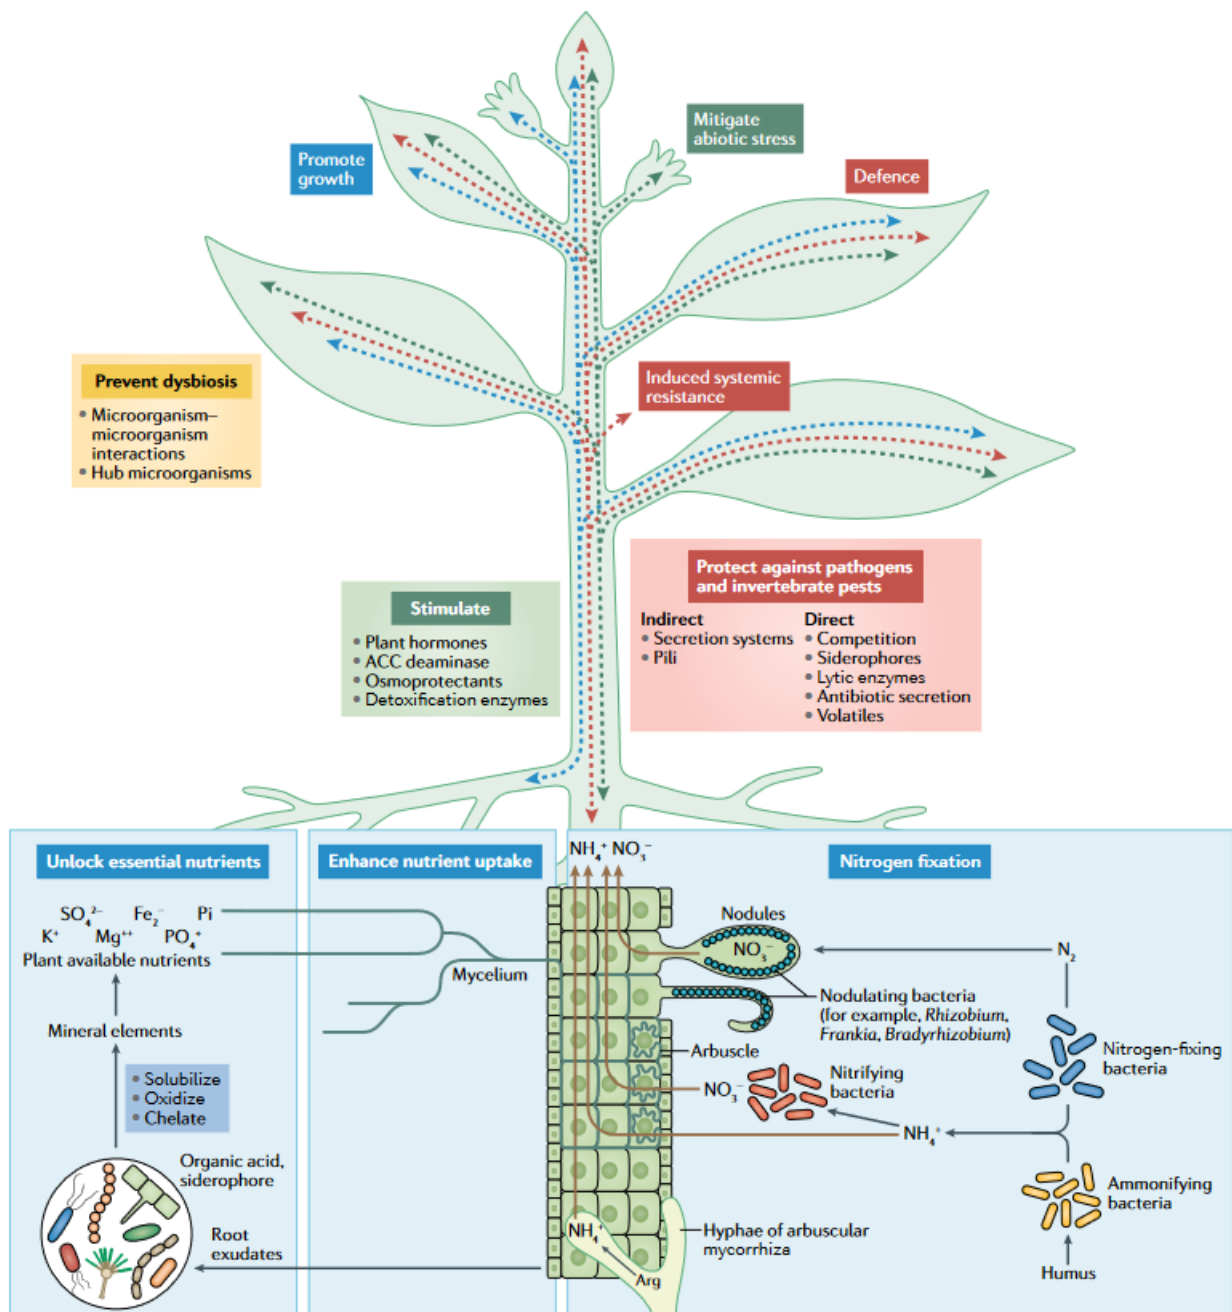 Mitigate
abiotic stress
Promote
growth
Defence
Prevent dysbiosis
• Microorganism–
microorganism
interactions
• Hub microorganisms
Induced systemic
resistance
Stimulate
• Plant hormones
• ACC deaminase
• Osmoprotectants
• Detoxification enzymes
Protect against pathogens
and invertebrate pests
Indirect
• Secretion systems
• Pili
Direct
• Competition
• Siderophores
• Lytic enzymes
• Antibiotic secretion
• Volatiles
Unlock essential nutrients
SO₄²⁻ Fe₂⁻ Pi
K⁺ Mg⁺⁺ PO₄⁺
Plant available nutrients
Mineral elements
• Solubilize
• Oxidize
• Chelate
Organic acid,
siderophore
Root
exudates
Enhance nutrient uptake
Mycelium
Nitrogen fixation
NH₄⁺ NO₃⁻
Nodules
NO₃⁻
N₂
Nodulating bacteria
(for example, Rhizobium,
Frankia, Bradyrhizobium)
Arbuscle
Nitrogen-fixing
bacteria
NO₃⁻
Nitrifying
bacteria
NH₄⁺
Ammonifying
bacteria
Hyphae of arbuscular
mycorrhiza
NH₄⁺
Arg
Humus